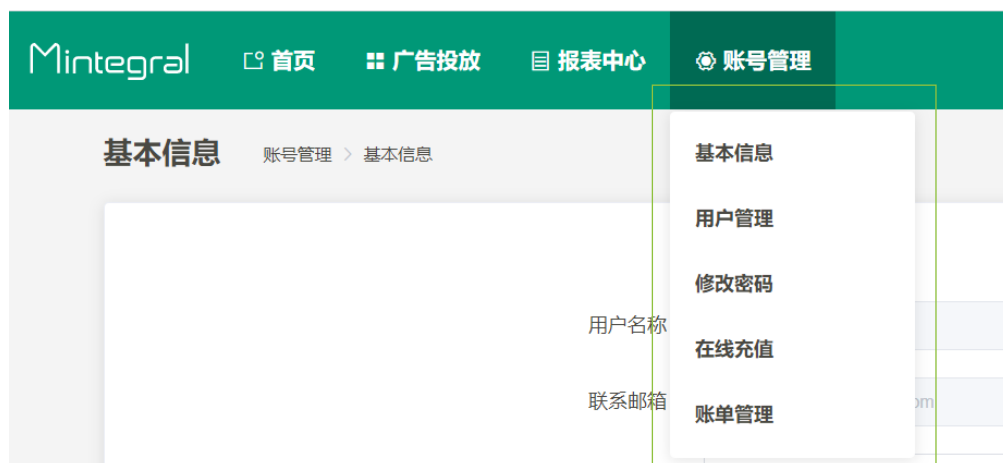 Mintegral 首页 广告投放 报表中心 账号管理
基本信息 账号管理 > 基本信息
基本信息
用户管理
修改密码
用户名称
在线充值
联系邮箱 om
账单管理